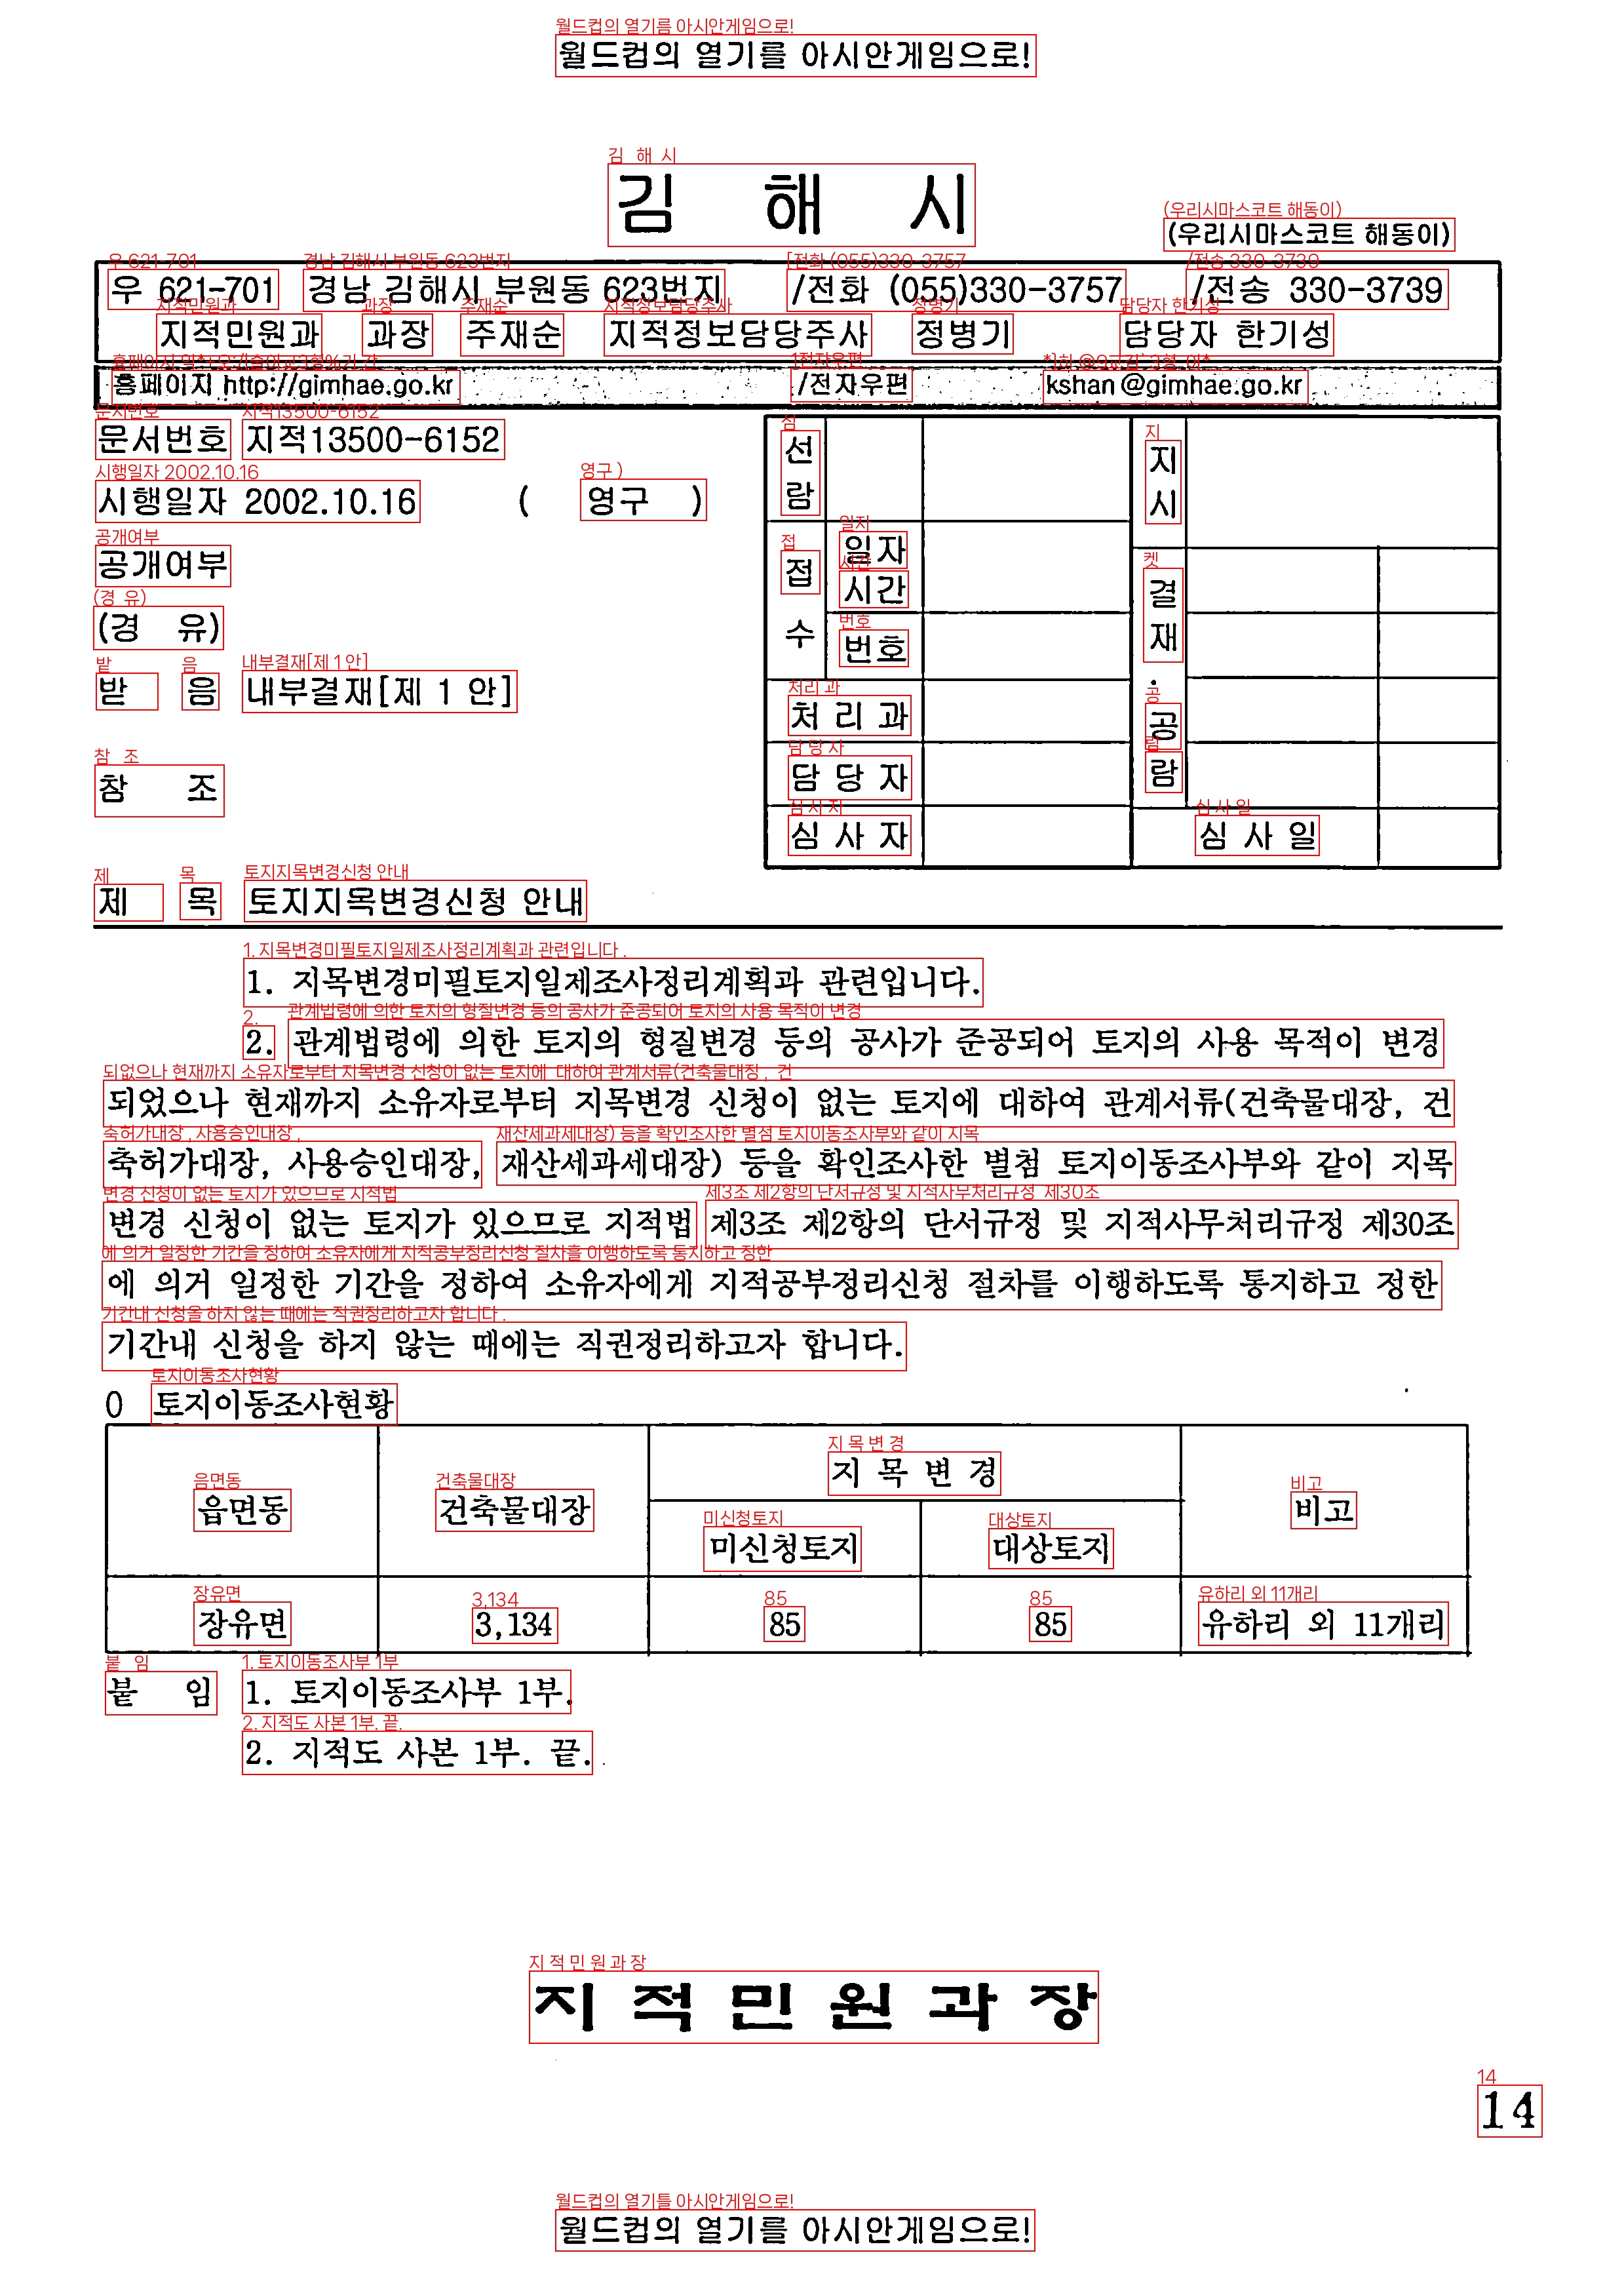 월드컵의 열기를 아시안게임으로!
김 해 시
(우리시마스코트 해동이)
우 621-701 경남 김해시 부원동 623번지 /전화 (055)330-3757 /전송 330-3739
지적민원과 과장 주재순 지적정보담당주사 정병기 담당자 한기성
홈페이지 http://gimhae.go.kr /전자우편 kshan@gimhae.go.kr
문서번호 지적13500-6152
시행일자 2002.10.16 ( 영구 )
공개여부
(경 유)
받 음 내부결재[제 1 안]
참 조
선람
지시
접수
일자
시간
번호
결재·공람
처 리 과
담 당 자
심 사 자
심 사 일
제 목 토지지목변경신청 안내
1. 지목변경미필토지일제조사정리계획과 관련입니다.
2. 관계법령에 의한 토지의 형질변경 등의 공사가 준공되어 토지의 사용 목적이 변경
되었으나 현재까지 소유자로부터 지목변경 신청이 없는 토지에 대하여 관계서류(건축물대장, 건
축허가대장, 사용승인대장, 재산세과세대장) 등을 확인조사한 별첨 토지이동조사부와 같이 지목
변경 신청이 없는 토지가 있으므로 지적법 제3조 제2항의 단서규정 및 지적사무처리규정 제30조
에 의거 일정한 기간을 정하여 소유자에게 지적공부정리신청 절차를 이행하도록 통지하고 정한
기간내 신청을 하지 않는 때에는 직권정리하고자 합니다.
0 토지이동조사현황
읍면동 건축물대장 지 목 변 경 비고
미신청토지 대상토지
장유면 3,134 85 85 유하리 외 11개리
붙 임 1. 토지이동조사부 1부.
2. 지적도 사본 1부. 끝.
지 적 민 원 과 장
14
월드컵의 열기를 아시안게임으로!